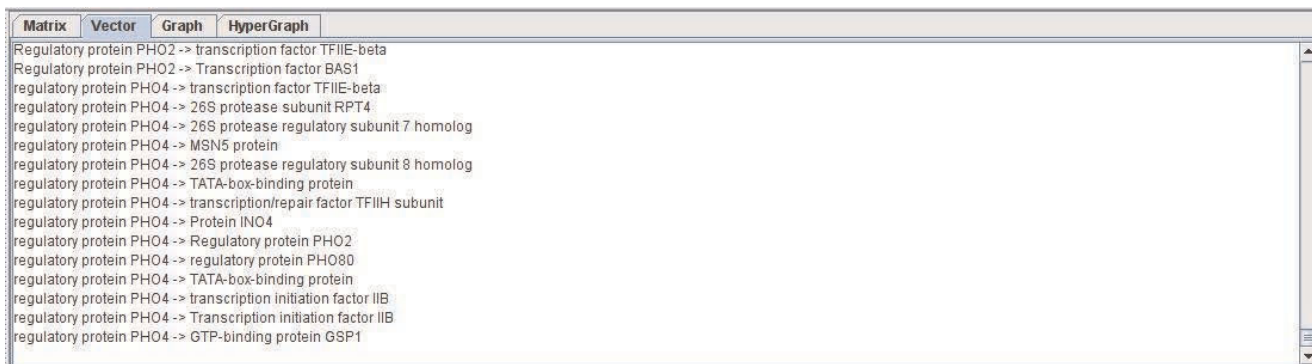 Matrix Vector Graph HyperGraph
Regulatory protein PHO2 -> transcription factor TFIIE-beta
Regulatory protein PHO2 -> Transcription factor BAS1
regulatory protein PHO4 -> transcription factor TFIIE-beta
regulatory protein PHO4 -> 26S protease subunit RPT4
regulatory protein PHO4 -> 26S protease regulatory subunit 7 homolog
regulatory protein PHO4 -> MSN5 protein
regulatory protein PHO4 -> 26S protease regulatory subunit 8 homolog
regulatory protein PHO4 -> TATA-box-binding protein
regulatory protein PHO4 -> transcription/repair factor TFIIH subunit
regulatory protein PHO4 -> Protein INO4
regulatory protein PHO4 -> Regulatory protein PHO2
regulatory protein PHO4 -> regulatory protein PHO80
regulatory protein PHO4 -> TATA-box-binding protein
regulatory protein PHO4 -> transcription initiation factor IIB
regulatory protein PHO4 -> Transcription initiation factor IIB
regulatory protein PHO4 -> GTP-binding protein GSP1